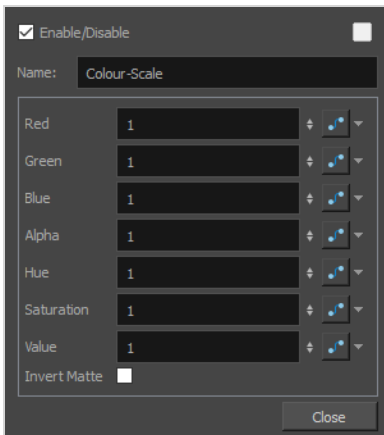 Enable/Disable
Name: Colour-Scale
Red 1
Green 1
Blue 1
Alpha 1
Hue 1
Saturation 1
Value 1
Invert Matte
Close